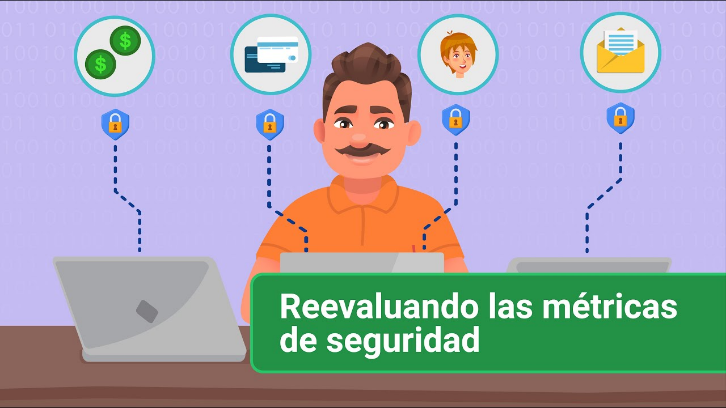 $
$
Reevaluando las métricas
de seguridad